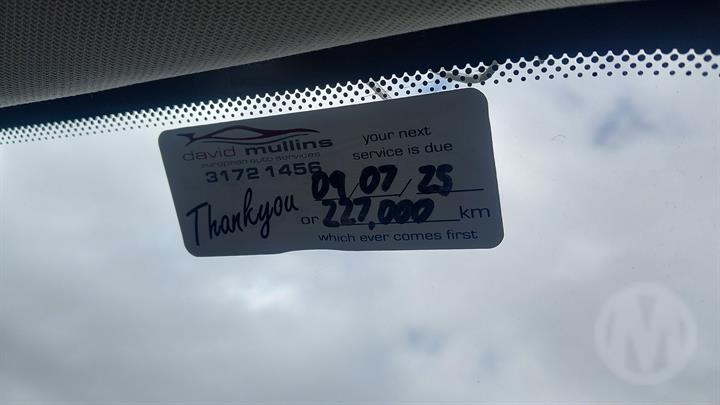 david mullins
european auto services
3172 1456
Thankyou
your next
service is due
09/07/25
or 227,000 km
which ever comes first
M